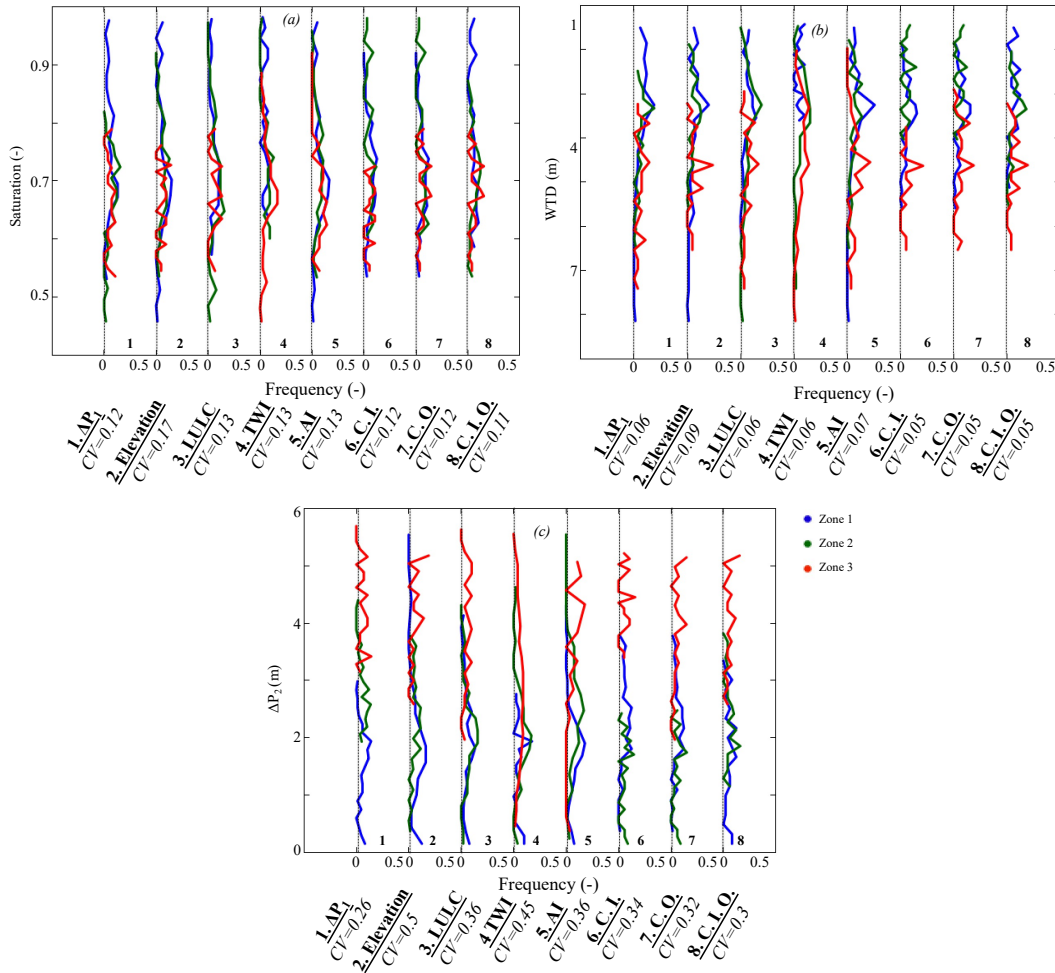 (a)
0.9
0.7
0.5
Saturation (-)
1 2 3 4 5 6 7 8
0 0.5 0 0.5 0 0.5 0 0.5 0 0.5 0 0.5 0 0.5 0 0.5
Frequency (-)
1. ΔP1
CV=0.12
2. Elevation
CV=0.17
3. LULC
CV=0.13
4. TWI
CV=0.13
5. AI
CV=0.13
6. C.I.
CV=0.12
7. C.O.
CV=0.12
8. C. I. O.
CV=0.11
(b)
1
4
7
WTD (m)
1 2 3 4 5 6 7 8
0 0.5 0 0.5 0 0.5 0 0.5 0 0.5 0 0.5 0 0.5 0 0.5
Frequency (-)
1. ΔP1
CV=0.06
2. Elevation
CV=0.09
3. LULC
CV=0.06
4. TWI
CV=0.06
5. AI
CV=0.07
6. C.I.
CV=0.05
7. C.O.
CV=0.05
8. C. I. O.
CV=0.05
(c)
6
4
2
0
ΔP2 (m)
1 2 3 4 5 6 7 8
0 0.5 0 0.5 0 0.5 0 0.5 0 0.5 0 0.5 0 0.5 0 0.5
Frequency (-)
1. ΔP1
CV=0.26
2. Elevation
CV=0.5
3. LULC
CV=0.36
4 TWI
CV=0.45
5. AI
CV=0.36
6. C. I.
CV=0.34
7. C. O.
CV=0.32
8. C. I. O.
CV=0.3
Zone 1
Zone 2
Zone 3